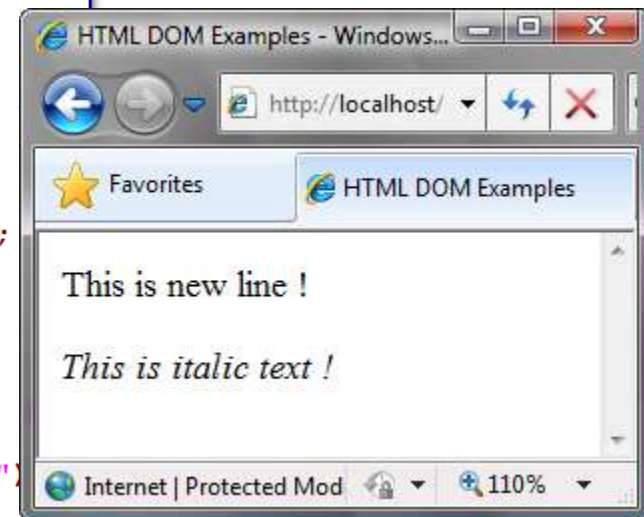 HTML DOM Examples - Windows...
http://localhost/
Favorites
HTML DOM Examples
;
This is new line !
This is italic text !
")
Internet | Protected Mod
110%